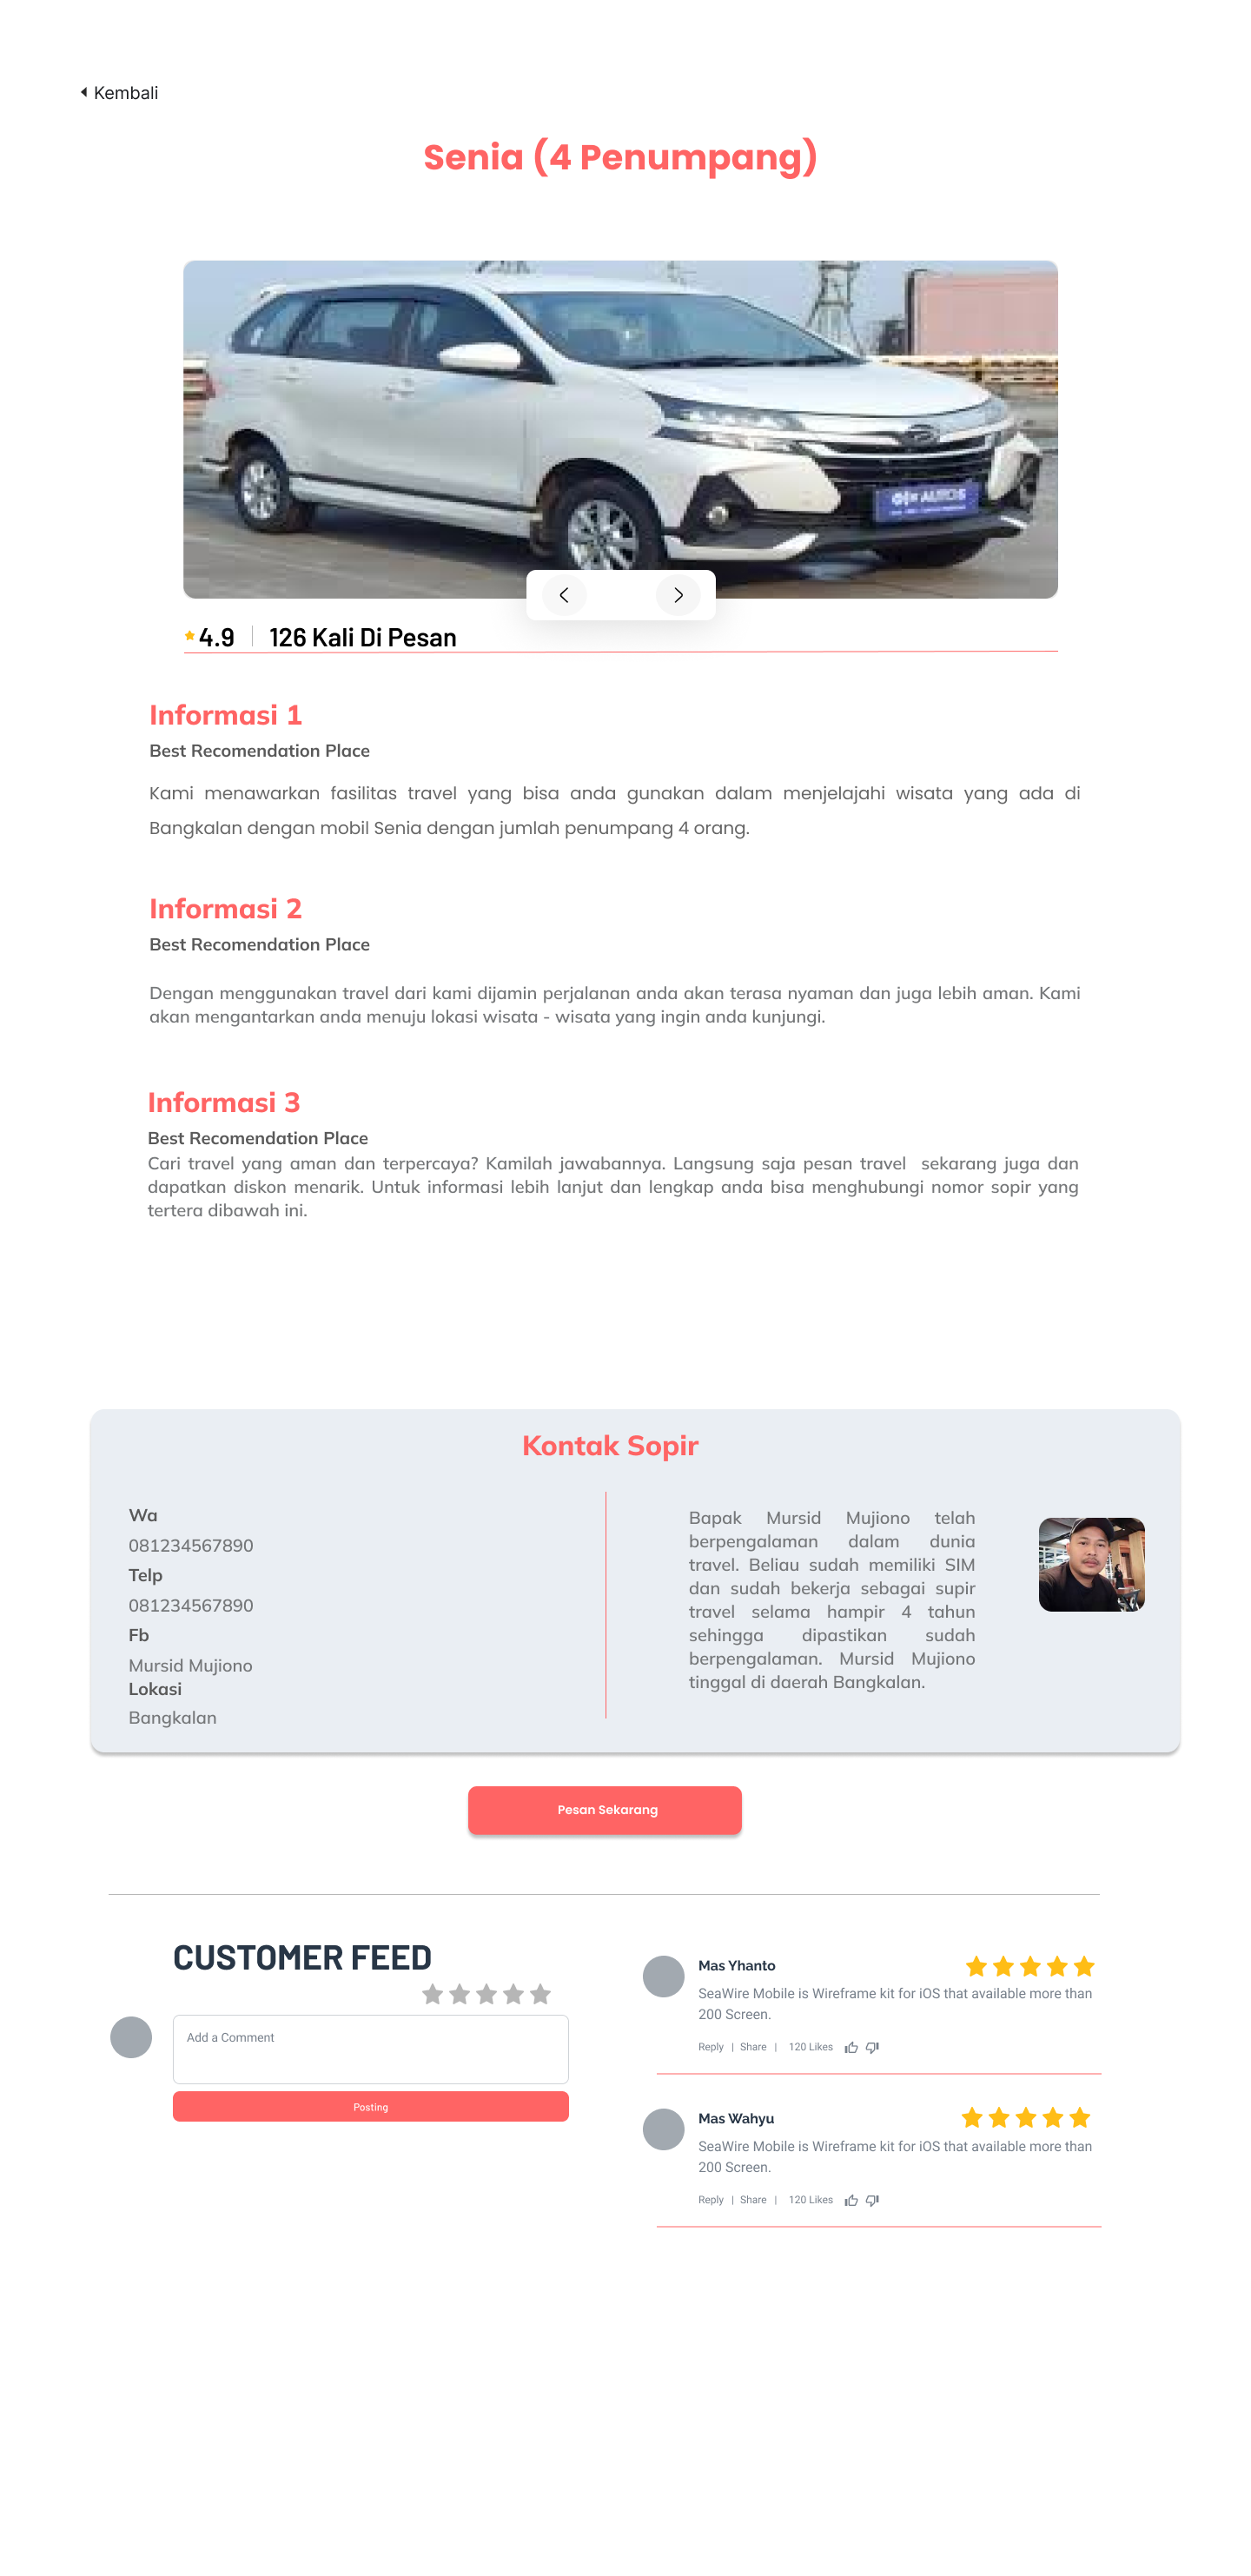 Kembali
Senia (4 Penumpang)
4.9
126 Kali Di Pesan
Informasi 1
Best Recomendation Place
Kami menawarkan fasilitas travel yang bisa anda gunakan dalam menjelajahi wisata yang ada di
Bangkalan dengan mobil Senia dengan jumlah penumpang 4 orang.
Informasi 2
Best Recomendation Place
Dengan menggunakan travel dari kami dijamin perjalanan anda akan terasa nyaman dan juga lebih aman. Kami
akan mengantarkan anda menuju lokasi wisata - wisata yang ingin anda kunjungi.
Informasi 3
Best Recomendation Place
Cari travel yang aman dan terpercaya? Kamilah jawabannya. Langsung saja pesan travel  sekarang juga dan
dapatkan diskon menarik. Untuk informasi lebih lanjut dan lengkap anda bisa menghubungi nomor sopir yang
tertera dibawah ini.
Kontak Sopir
Wa
081234567890
Telp
081234567890
Fb
Mursid Mujiono
Lokasi
Bangkalan
Bapak Mursid Mujiono telah
berpengalaman dalam dunia
travel. Beliau sudah memiliki SIM
dan sudah bekerja sebagai supir
travel selama hampir 4 tahun
sehingga dipastikan sudah
berpengalaman. Mursid Mujiono
tinggal di daerah Bangkalan.
Pesan Sekarang
CUSTOMER FEED
Add a Comment
Posting
Mas Yhanto
SeaWire Mobile is Wireframe kit for iOS that available more than
200 Screen.
Reply | Share | 120 Likes
Mas Wahyu
SeaWire Mobile is Wireframe kit for iOS that available more than
200 Screen.
Reply | Share | 120 Likes